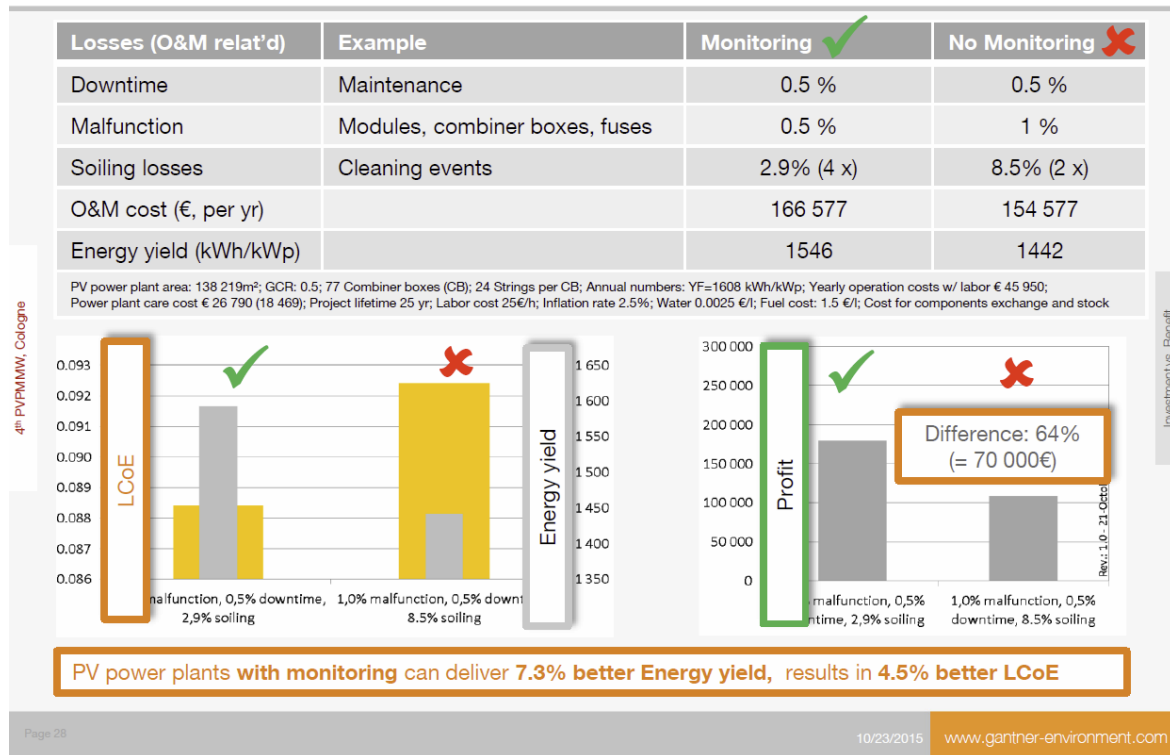 Losses (O&M relat'd) Example Monitoring No Monitoring
Downtime Maintenance 0.5 % 0.5 %
Malfunction Modules, combiner boxes, fuses 0.5 % 1 %
Soiling losses Cleaning events 2.9% (4 x) 8.5% (2 x)
O&M cost (€, per yr) 166 577 154 577
Energy yield (kWh/kWp) 1546 1442
PV power plant area: 138 219m²; GCR: 0.5; 77 Combiner boxes (CB); 24 Strings per CB; Annual numbers: YF=1608 kWh/kWp; Yearly operation costs w/ labor € 45 950;
Power plant care cost € 26 790 (18 469); Project lifetime 25 yr; Labor cost 25€/h; Inflation rate 2.5%; Water 0.0025 €/l; Fuel cost: 1.5 €/l; Cost for components exchange and stock
4th PVPMMW, Cologne
Investment vs. Benefit
0.093
0.092
0.091
0.090
0.089
0.088
0.087
0.086
LCoE
Energy yield
1 650
1 600
1 550
1 500
1 450
1 400
1 350
malfunction, 0,5% downtime,
2,9% soiling
1,0% malfunction, 0,5% down
8.5% soiling
300 000
250 000
200 000
150 000
100 000
50 000
0
Profit
Difference: 64%
(= 70 000€)
Rev.: 1.0 - 21-Octo
malfunction, 0,5%
ntime, 2,9% soiling
1,0% malfunction, 0,5%
downtime, 8.5% soiling
PV power plants with monitoring can deliver 7.3% better Energy yield, results in 4.5% better LCoE
Page 28
10/23/2015
www.gantner-environment.com